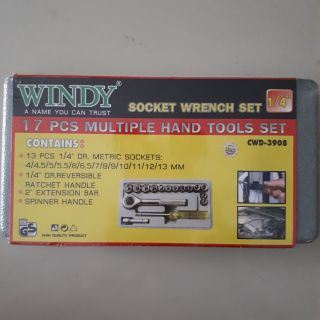 WINDY®
A NAME YOU CAN TRUST
SOCKET WRENCH SET 1/4"
17 PCS MULTIPLE HAND TOOLS SET
CONTAINS:
CWD-3908
• 13 PCS 1/4" DR. METRIC SOCKETS:
4/4.5/5/5.5/6/6.5/7/8/9/10/11/12/13 MM
• 1/4" DR.REVERSIBLE
RATCHET HANDLE
• 2" EXTENSION BAR
• SPINNER HANDLE
GS
HIGH QUALITY PRODUCT